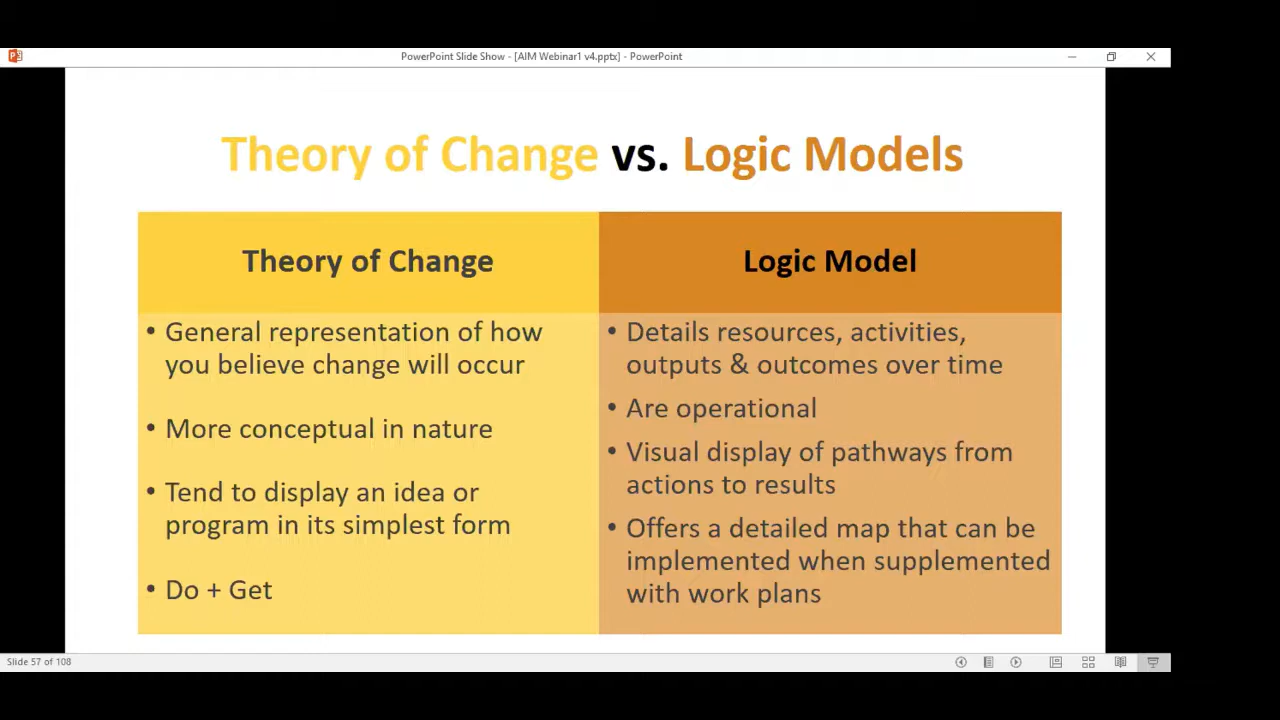 PowerPoint Slide Show - [AIM Webinar1 v4.pptx] - PowerPoint
Theory of Change vs. Logic Models
Theory of Change
• General representation of how
you believe change will occur
• More conceptual in nature
• Tend to display an idea or
program in its simplest form
• Do + Get
Logic Model
• Details resources, activities,
outputs & outcomes over time
• Are operational
• Visual display of pathways from
actions to results
• Offers a detailed map that can be
implemented when supplemented
with work plans
Slide 57 of 108